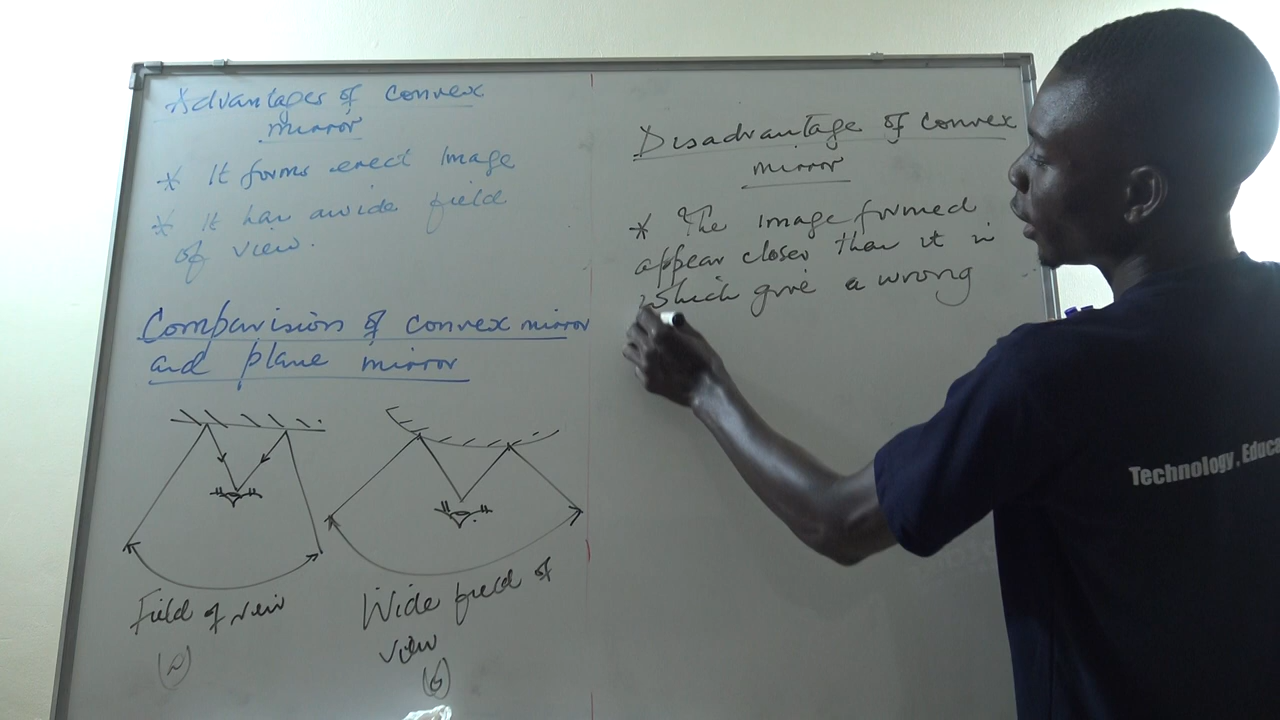 Advantages of convex
mirror
* It forms erect Image
* It has a wide field
of view.
Comparision of convex mirror
and plane mirror
Field of view
(a)
Wide field of
view
(b)
Disadvantage of convex
mirror
* The Image formed
appear closer than it is
which give a wrong
Technology, Educa